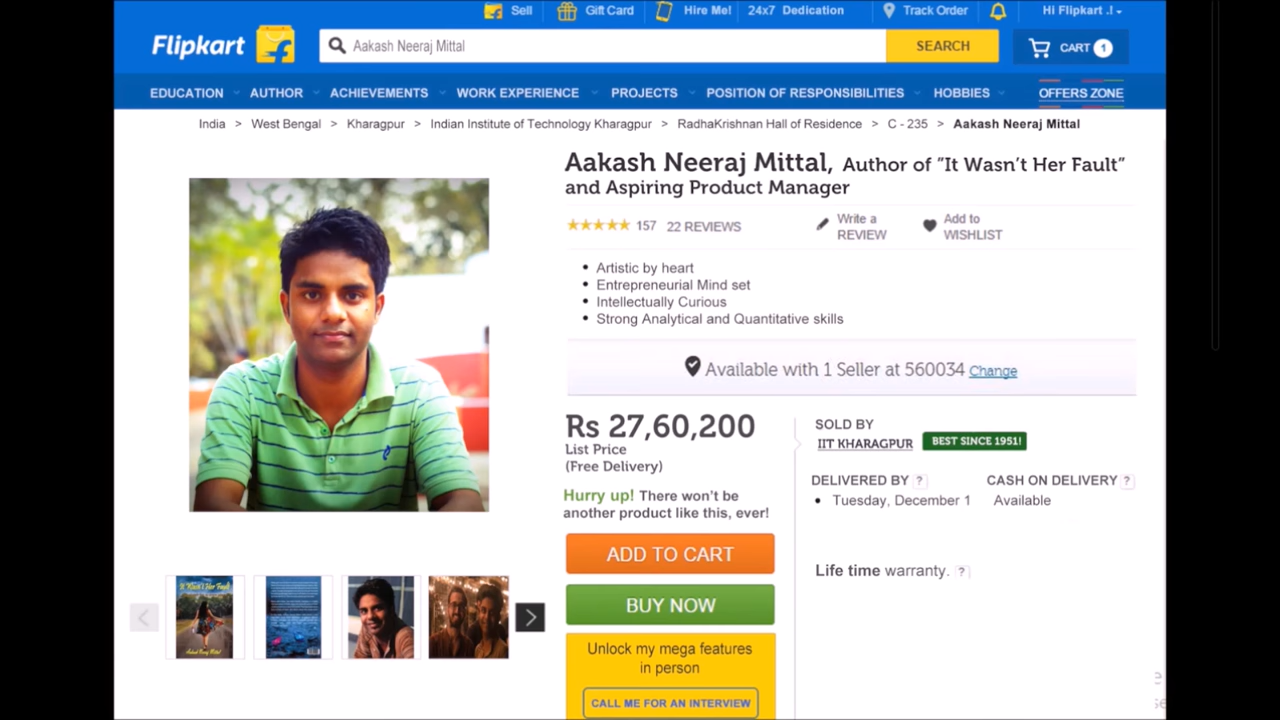 Sell
Gift Card
Hire Me!
24x7 Dedication
Track Order
Hi Flipkart .!
Flipkart
Aakash Neeraj Mittal
SEARCH
CART 1
EDUCATION
AUTHOR
ACHIEVEMENTS
WORK EXPERIENCE
PROJECTS
POSITION OF RESPONSIBILITIES
HOBBIES
OFFERS ZONE
India > West Bengal > Kharagpur > Indian Institute of Technology Kharagpur > RadhaKrishnan Hall of Residence > C - 235 > Aakash Neeraj Mittal
Aakash Neeraj Mittal, Author of ”It Wasn’t Her Fault”
and Aspiring Product Manager
157 22 REVIEWS
Write a
REVIEW
Add to
WISHLIST
• Artistic by heart
• Entrepreneurial Mind set
• Intellectually Curious
• Strong Analytical and Quantitative skills
Available with 1 Seller at 560034 Change
Rs 27,60,200
List Price
(Free Delivery)
Hurry up! There won’t be
another product like this, ever!
SOLD BY
IIT KHARAGPUR
BEST SINCE 1951!
DELIVERED BY ?
• Tuesday, December 1
CASH ON DELIVERY ?
Available
Life time warranty. ?
ADD TO CART
BUY NOW
Unlock my mega features
in person
CALL ME FOR AN INTERVIEW
It Wasn't Her Fault
Aakash Neeraj Mittal